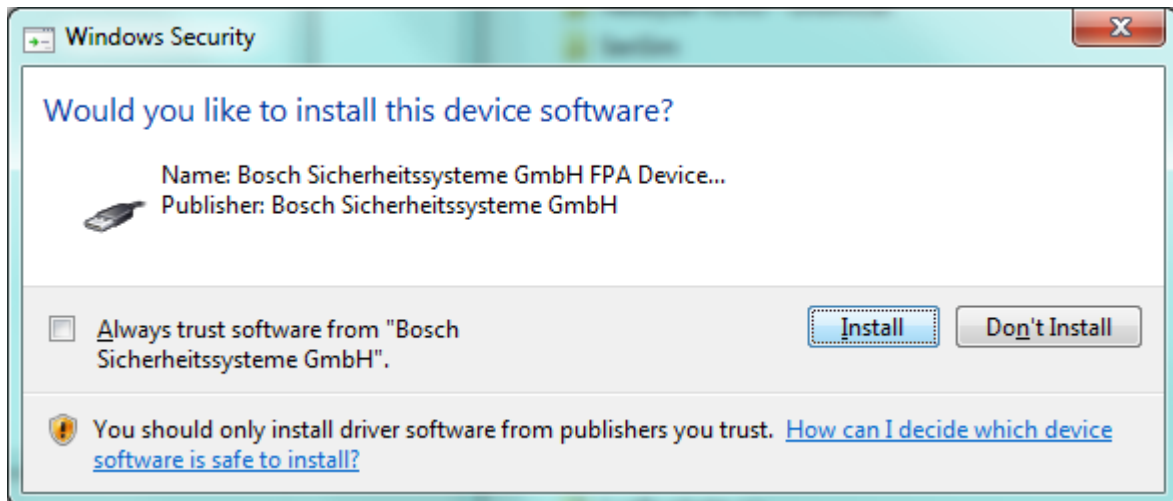 Windows Security
Would you like to install this device software?
Name: Bosch Sicherheitssysteme GmbH FPA Device...
Publisher: Bosch Sicherheitssysteme GmbH
Always trust software from "Bosch
Sicherheitssysteme GmbH".
Install
Don't Install
You should only install driver software from publishers you trust. How can I decide which device
software is safe to install?